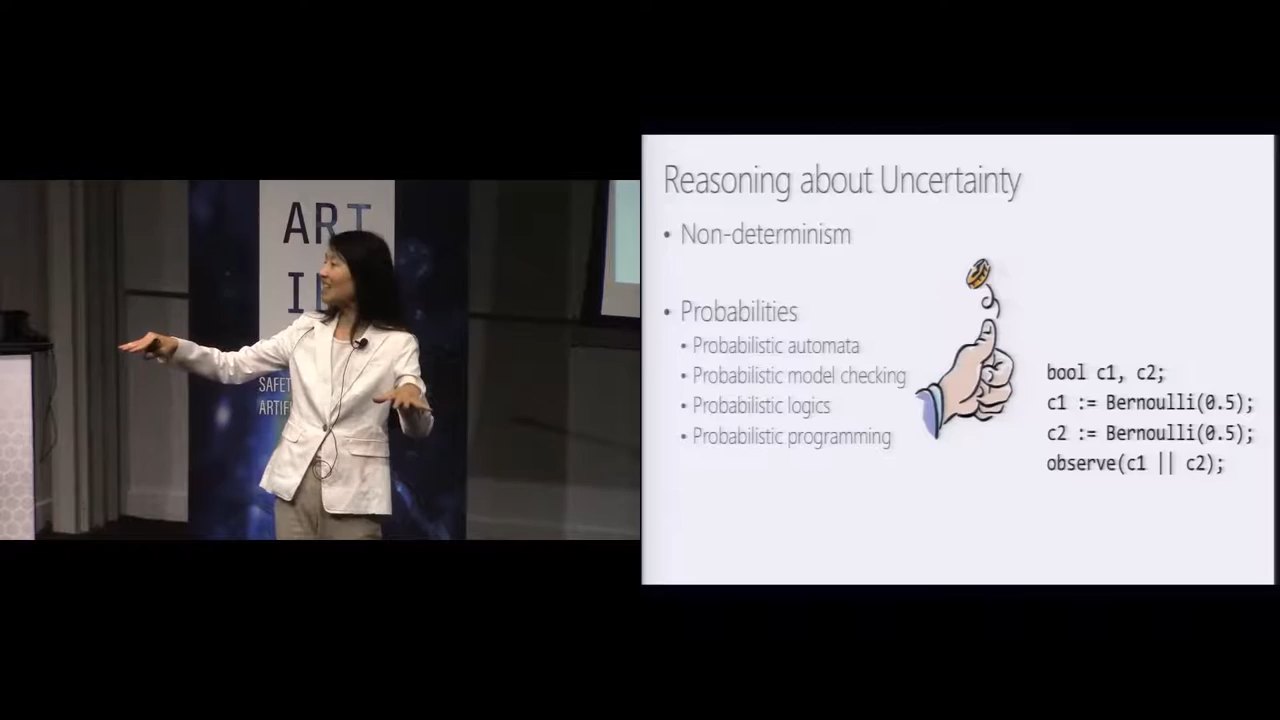 ART
I
SAFET
ARTIFI
Reasoning about Uncertainty
• Non-determinism
• Probabilities
• Probabilistic automata
• Probabilistic model checking
• Probabilistic logics
• Probabilistic programming
bool c1, c2;
c1 := Bernoulli(0.5);
c2 := Bernoulli(0.5);
observe(c1 || c2);